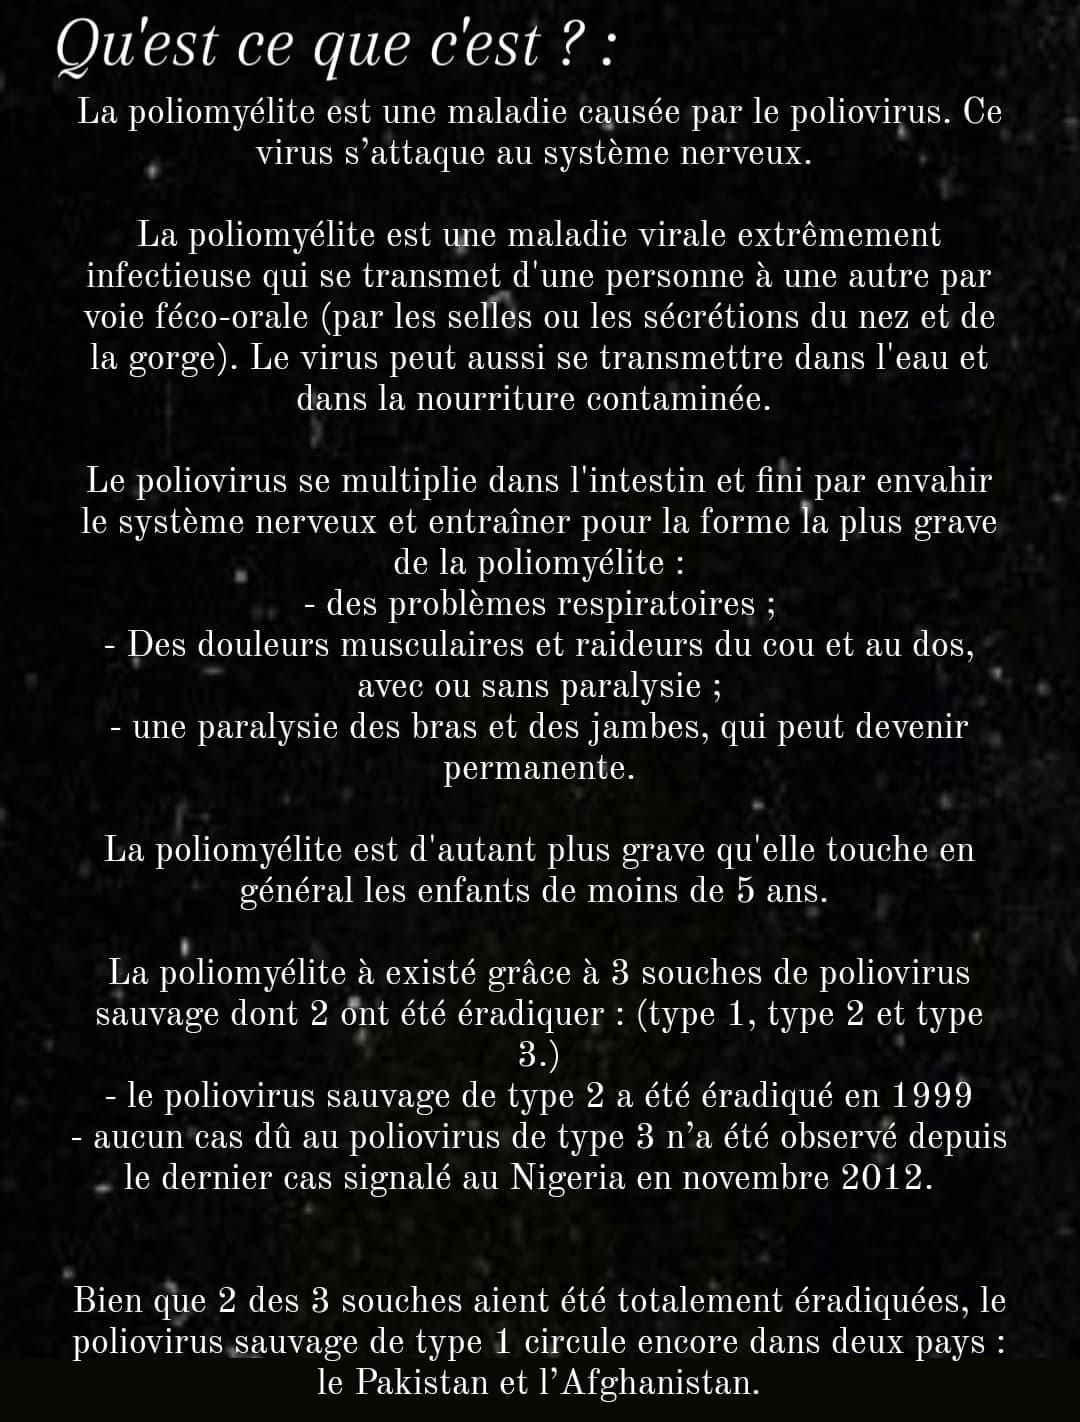 Qu'est ce que c'est ? :
La poliomyélite est une maladie causée par le poliovirus. Ce
virus s’attaque au système nerveux.
La poliomyélite est une maladie virale extrêmement
infectieuse qui se transmet d'une personne à une autre par
voie féco-orale (par les selles ou les sécrétions du nez et de
la gorge). Le virus peut aussi se transmettre dans l'eau et
dans la nourriture contaminée.
Le poliovirus se multiplie dans l'intestin et fini par envahir
le système nerveux et entraîner pour la forme la plus grave
de la poliomyélite :
- des problèmes respiratoires ;
- Des douleurs musculaires et raideurs du cou et au dos,
avec ou sans paralysie ;
- une paralysie des bras et des jambes, qui peut devenir
permanente.
La poliomyélite est d'autant plus grave qu'elle touche en
général les enfants de moins de 5 ans.
La poliomyélite à existé grâce à 3 souches de poliovirus
sauvage dont 2 ont été éradiquer : (type 1, type 2 et type
3.)
- le poliovirus sauvage de type 2 a été éradiqué en 1999
- aucun cas dû au poliovirus de type 3 n’a été observé depuis
le dernier cas signalé au Nigeria en novembre 2012.
Bien que 2 des 3 souches aient été totalement éradiquées, le
poliovirus sauvage de type 1 circule encore dans deux pays :
le Pakistan et l’Afghanistan.